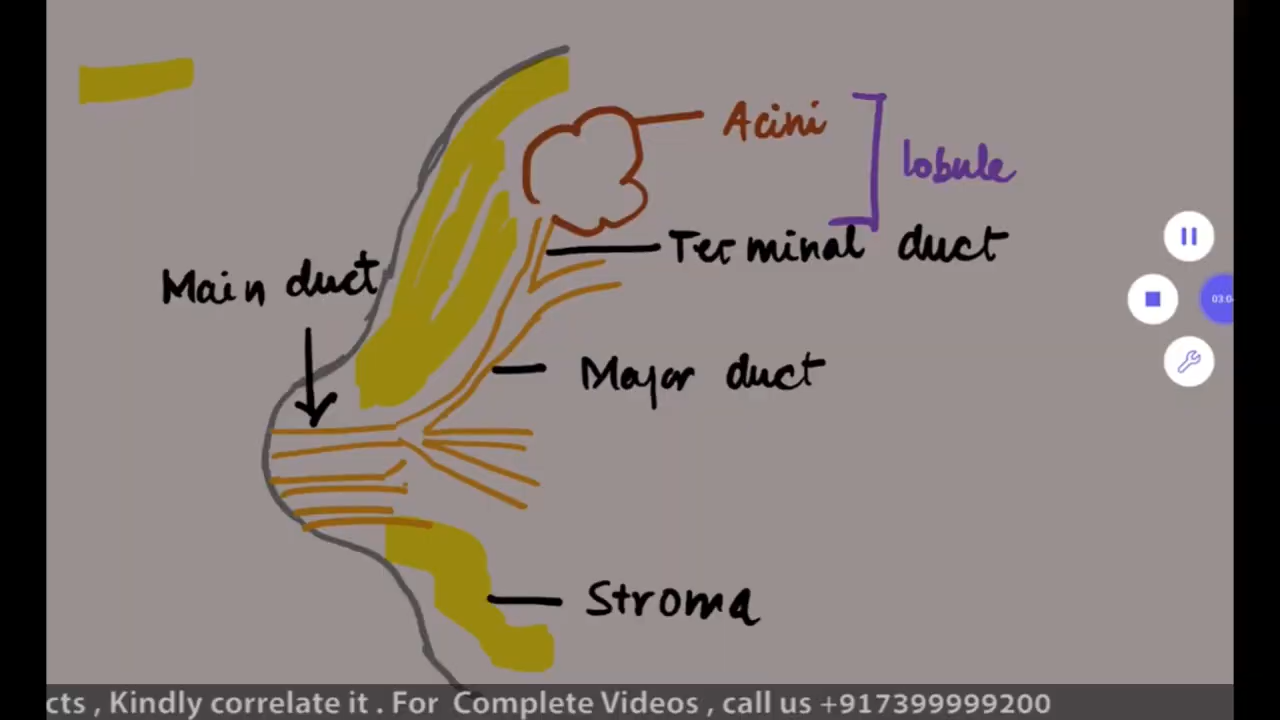 Acini
lobule
Terminal duct
Main duct
Major duct
Stroma
cts , Kindly correlate it . For Complete Videos , call us +917399999200